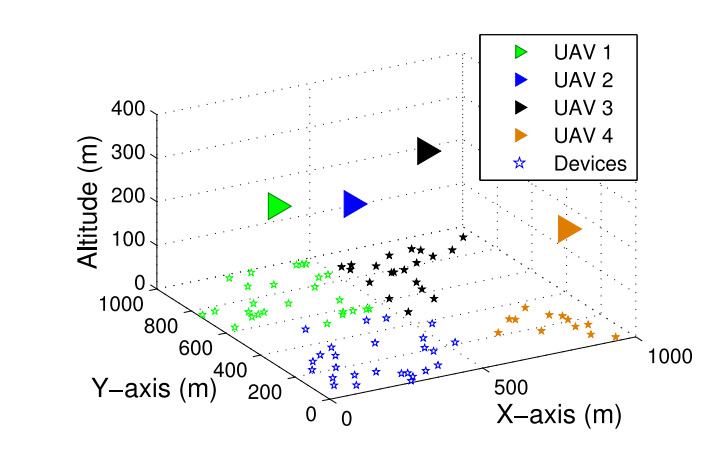 UAV 1
UAV 2
UAV 3
UAV 4
Devices
400
300
200
100
0
Altitude (m)
1000
800
600
400
200
0
Y−axis (m)
0
500
1000
X−axis (m)